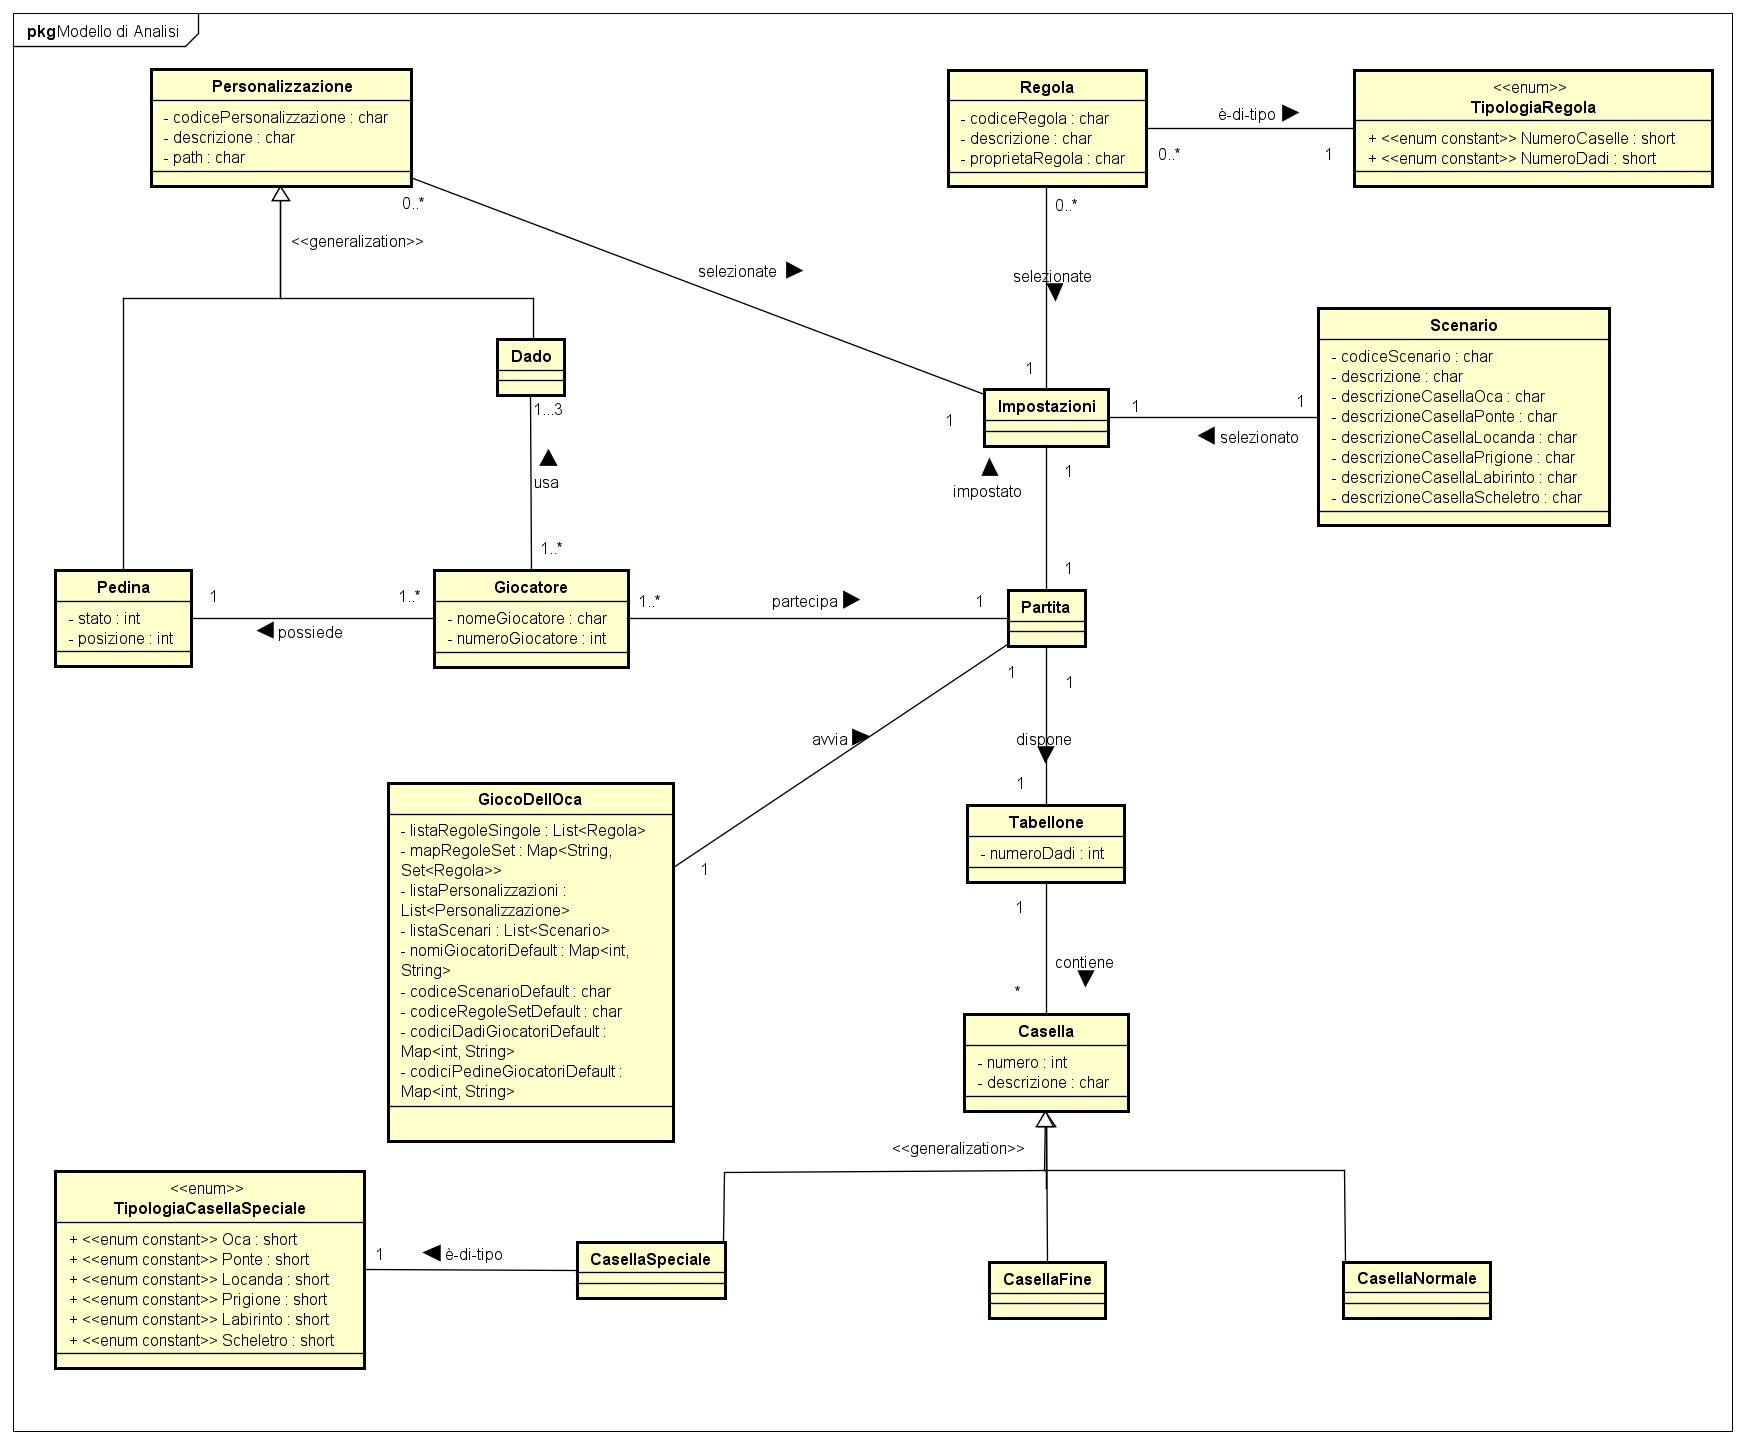 pkg Modello di Analisi
Personalizzazione
- codicePersonalizzazione : char
- descrizione : char
- path : char
0..*
<<generalization>>
selezionate
Regola
- codiceRegola : char
- descrizione : char
- proprietaRegola : char
è-di-tipo
0..*
1
<<enum>>
TipologiaRegola
+ <<enum constant>> NumeroCaselle : short
+ <<enum constant>> NumeroDadi : short
0..*
selezionate
1
Scenario
- codiceScenario : char
- descrizione : char
- descrizioneCasellaOca : char
- descrizioneCasellaPonte : char
- descrizioneCasellaLocanda : char
- descrizioneCasellaPrigione : char
- descrizioneCasellaLabirinto : char
- descrizioneCasellaScheletro : char
Dado
1...3
usa
1..*
Impostazioni
1
1
1
selezionato
1
impostato
1
Pedina
- stato : int
- posizione : int
1
1..*
possiede
Giocatore
- nomeGiocatore : char
- numeroGiocatore : int
1..*
partecipa
1
Partita
1
1
avvia
dispone
1
1
GiocoDellOca
- listaRegoleSingole : List<Regola>
- mapRegoleSet : Map<String,
Set<Regola>>
- listaPersonalizzazioni :
List<Personalizzazione>
- listaScenari : List<Scenario>
- nomiGiocatoriDefault : Map<int,
String>
- codiceScenarioDefault : char
- codiceRegoleSetDefault : char
- codiciDadiGiocatoriDefault :
Map<int, String>
- codiciPedineGiocatoriDefault :
Map<int, String>
Tabellone
- numeroDadi : int
1
contiene
*
Casella
- numero : int
- descrizione : char
<<generalization>>
<<enum>>
TipologiaCasellaSpeciale
+ <<enum constant>> Oca : short
+ <<enum constant>> Ponte : short
+ <<enum constant>> Locanda : short
+ <<enum constant>> Prigione : short
+ <<enum constant>> Labirinto : short
+ <<enum constant>> Scheletro : short
1
è-di-tipo
CasellaSpeciale
CasellaFine
CasellaNormale